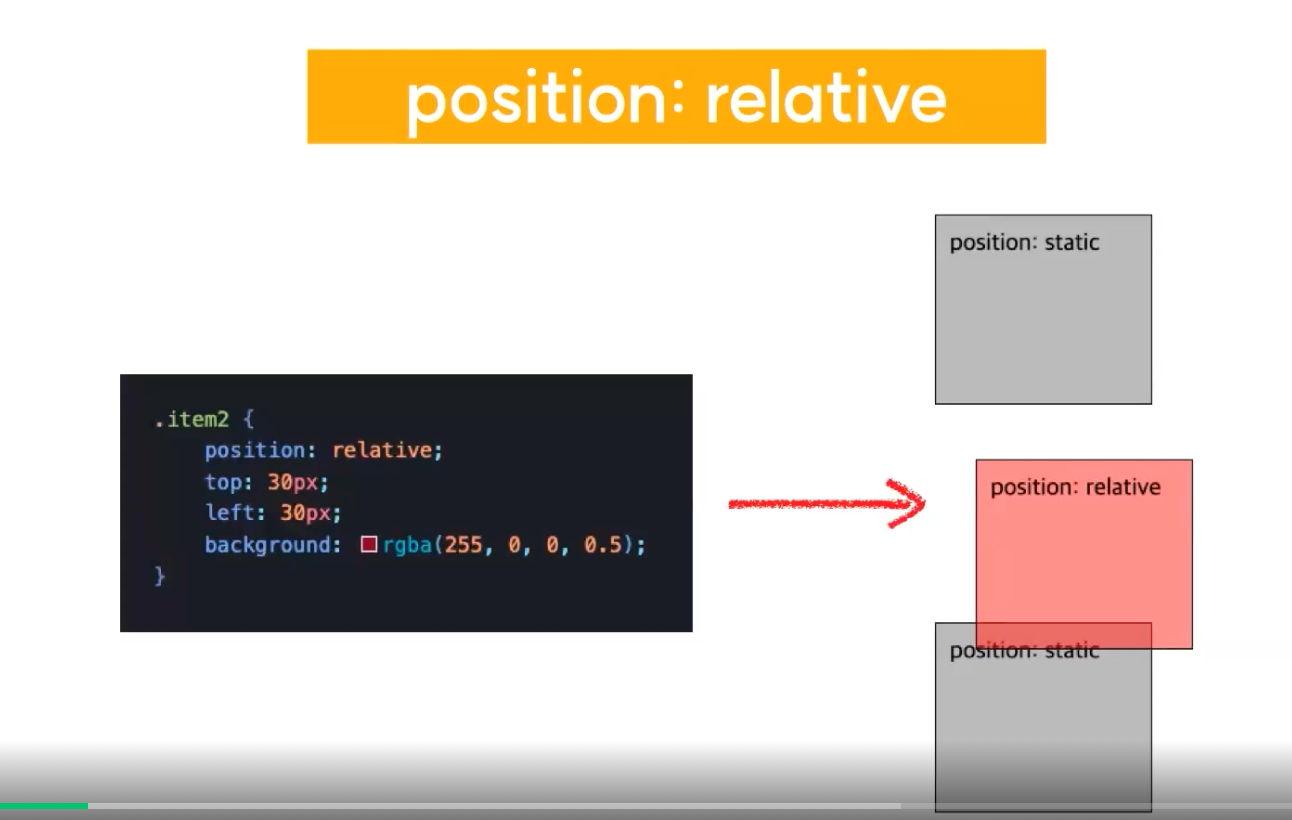 position: relative
position: static
.item2 {
position: relative;
top: 30px;
left: 30px;
background: rgba(255, 0, 0, 0.5);
}
position: relative
position: static